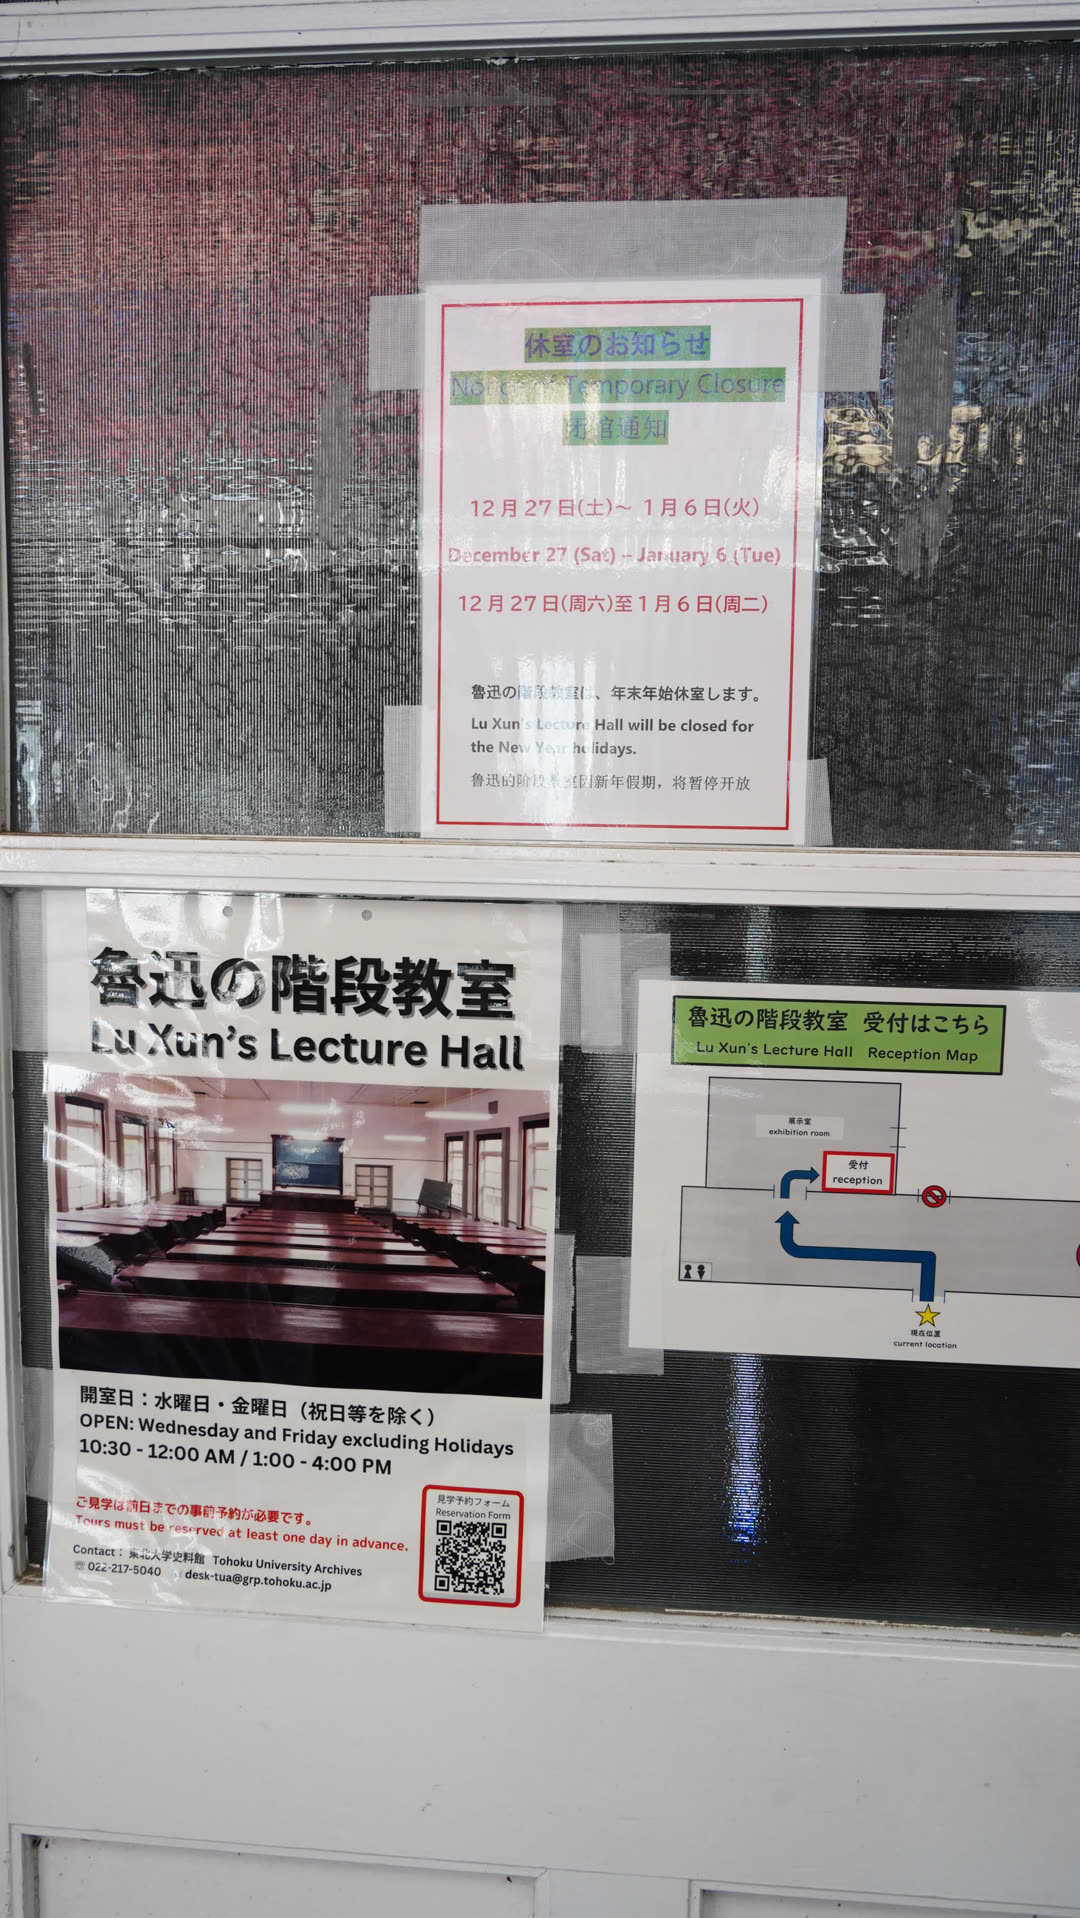 休室のお知らせ
Notice of Temporary Closure
闭馆通知
12月27日(土)～ 1月6日(火)
December 27 (Sat) – January 6 (Tue)
12月27日(周六)至1月6日(周二)
魯迅の階段教室は、年末年始休室します。
Lu Xun's Lecture Hall will be closed for
the New Year holidays.
鲁迅的阶段教室因新年假期，将暂停开放
魯迅の階段教室
Lu Xun's Lecture Hall
開室日：水曜日・金曜日（祝日等を除く）
OPEN: Wednesday and Friday excluding Holidays
10:30 - 12:00 AM / 1:00 - 4:00 PM
ご見学は前日までの事前予約が必要です。
Tours must be reserved at least one day in advance.
Contact： 東北大学史料館 Tohoku University Archives
☏022-217-5040 desk-tua@grp.tohoku.ac.jp
見学予約フォーム
Reservation Form
魯迅の階段教室 受付はこちら
Lu Xun's Lecture Hall Reception Map
展示室
exhibition room
受付
reception
現在位置
current location